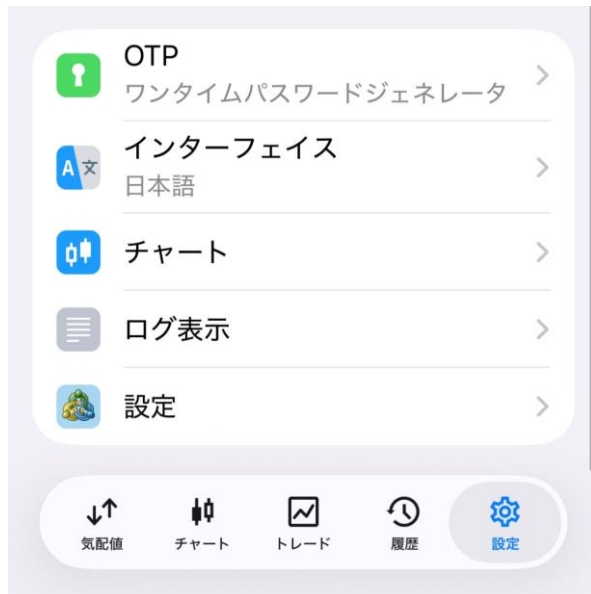 OTP
ワンタイムパスワードジェネレータ
A文
インターフェイス
日本語
チャート
ログ表示
設定
気配値 チャート トレード 履歴 設定